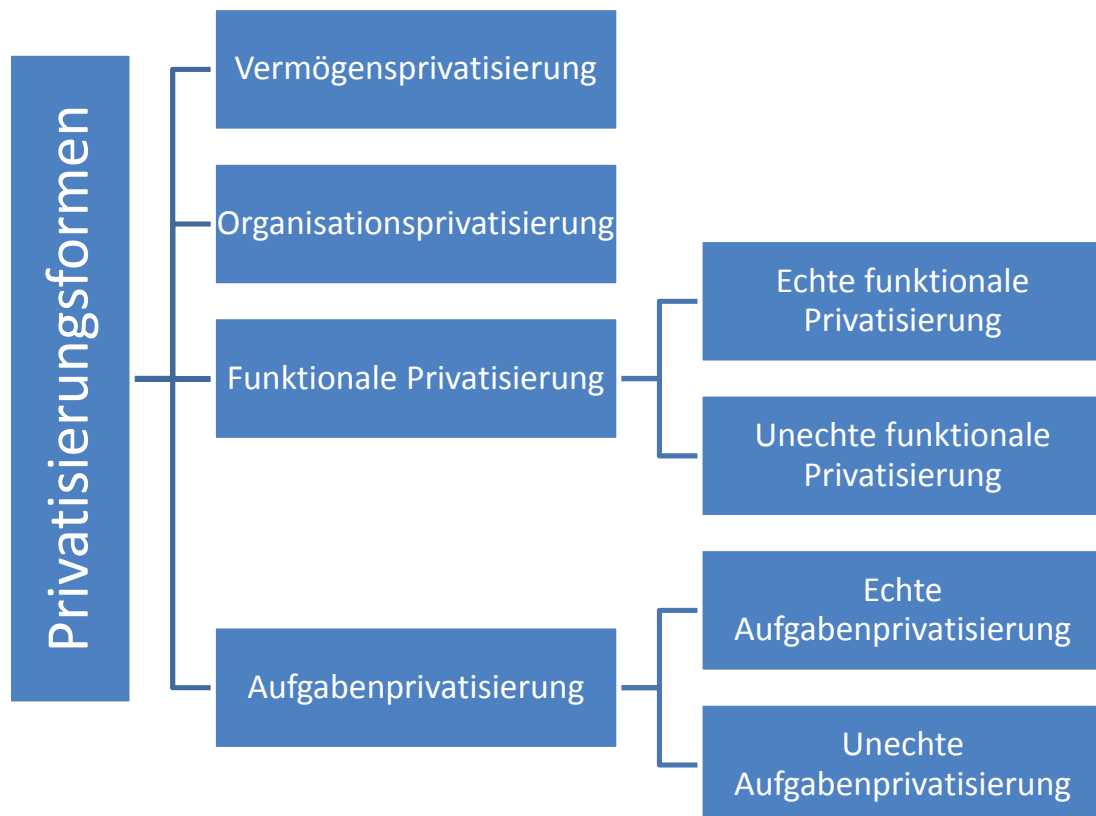 Privatisierungsformen
Vermögensprivatisierung
Organisationsprivatisierung
Funktionale Privatisierung
Echte funktionale
Privatisierung
Unechte funktionale
Privatisierung
Aufgabenprivatisierung
Echte
Aufgabenprivatisierung
Unechte
Aufgabenprivatisierung